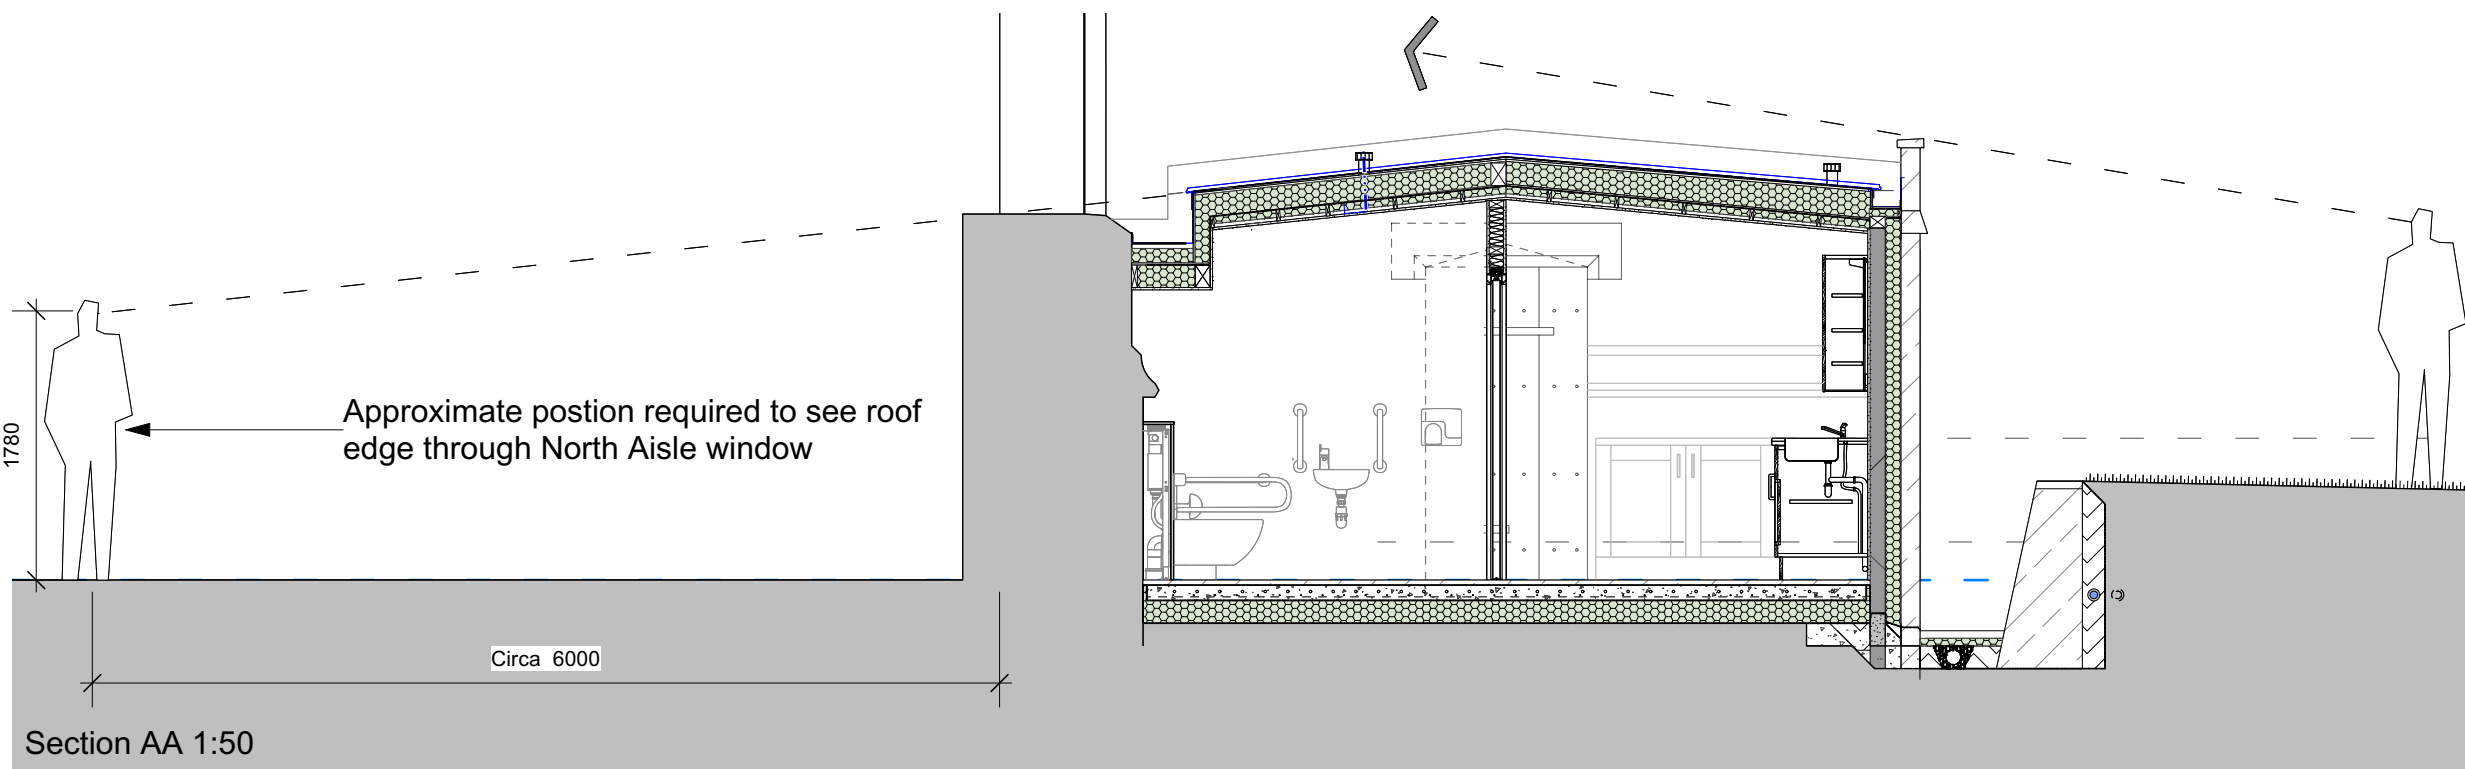 1780
Approximate postion required to see roof
edge through North Aisle window
Circa 6000
Section AA 1:50